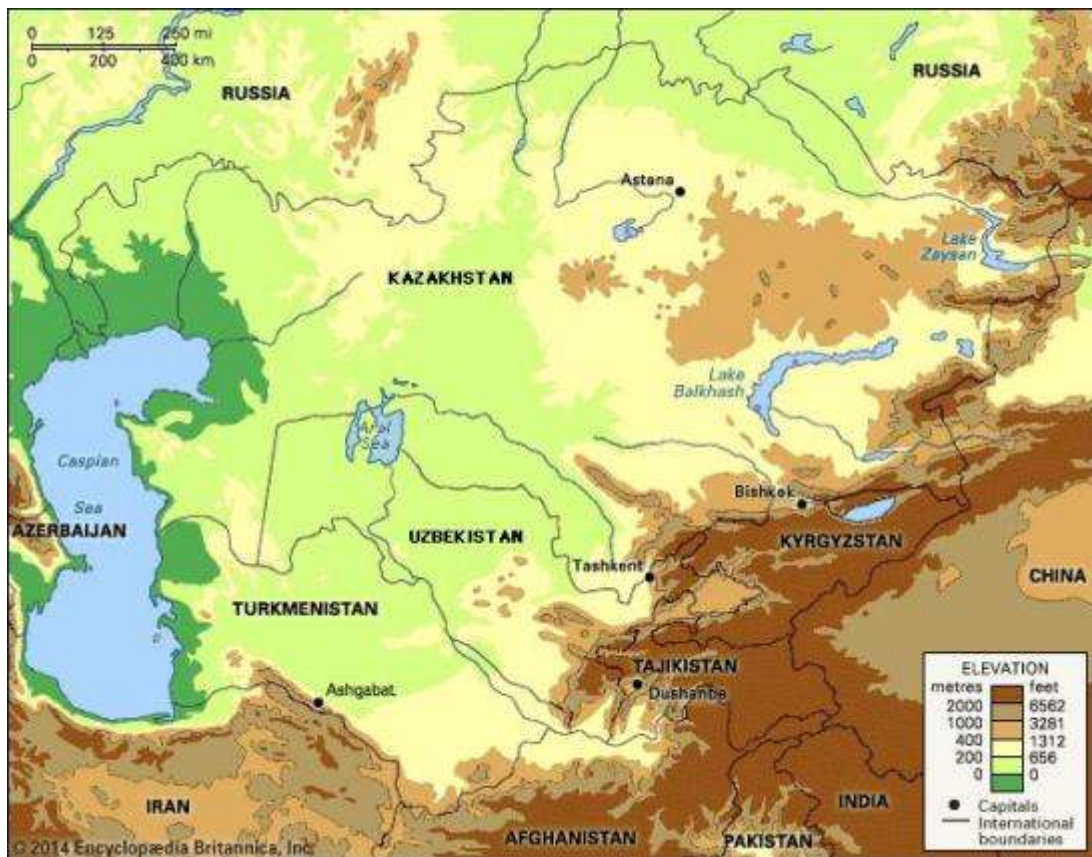 0 125 250 mi
0 200 400 km
RUSSIA
RUSSIA
Astana
Lake
Zaysan
KAZAKHSTAN
Lake
Balkhash
Aral
Sea
Caspian
Sea
AZERBAIJAN
Bishkek
UZBEKISTAN
KYRGYZSTAN
Tashkent
CHINA
TURKMENISTAN
TAJIKISTAN
Dushanbe
Ashgabat
ELEVATION
metres feet
2000 6562
1000 3281
400 1312
200 656
0 0
Capitals
International
boundaries
IRAN
INDIA
AFGHANISTAN
PAKISTAN
© 2014 Encyclopædia Britannica, Inc.